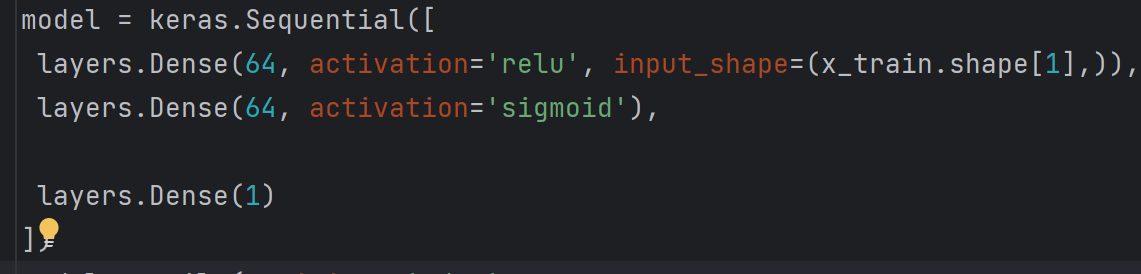 model = keras.Sequential([
layers.Dense(64, activation='relu', input_shape=(x_train.shape[1],)),
layers.Dense(64, activation='sigmoid'),
layers.Dense(1)
])